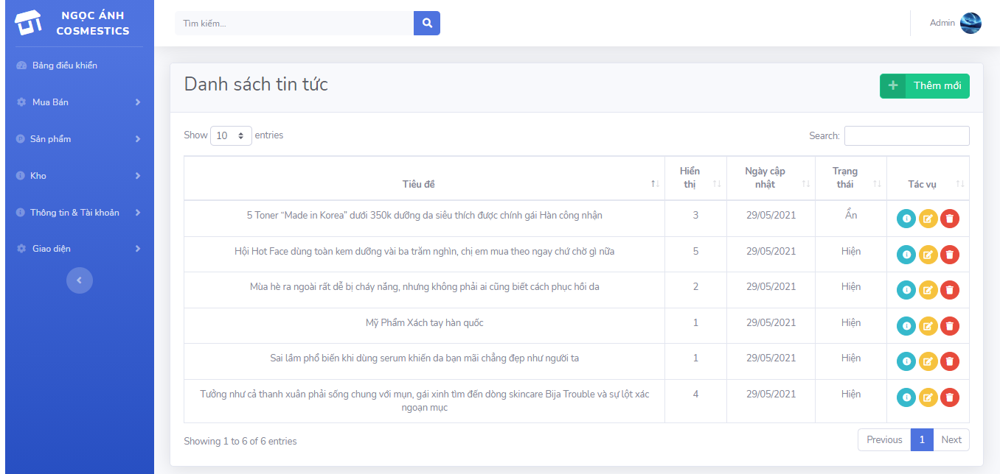 NGỌC ÁNH
COSMESTICS
Bảng điều khiển
Mua Bán
Sản phẩm
Kho
Thông tin & Tài khoản
Giao diện
Tìm kiếm...
Admin
Danh sách tin tức
Thêm mới
Show 10 entries
Search:
Tiêu đề
Hiển
thị
Ngày cập
nhật
Trạng
thái
Tác vụ
5 Toner “Made in Korea” dưới 350k dưỡng da siêu thích được chính gái Hàn công nhận 3 29/05/2021 Ẩn
Hội Hot Face dùng toàn kem dưỡng vài ba trăm nghìn, chị em mua theo ngay chứ chờ gì nữa 5 29/05/2021 Hiện
Mùa hè ra ngoài rất dễ bị cháy nắng, nhưng không phải ai cũng biết cách phục hồi da 2 29/05/2021 Hiện
Mỹ Phẩm Xách tay hàn quốc 1 29/05/2021 Hiện
Sai lầm phổ biến khi dùng serum khiến da bạn mãi chẳng đẹp như người ta 1 29/05/2021 Hiện
Tưởng như cả thanh xuân phải sống chung với mụn, gái xinh tìm đến dòng skincare Bija Trouble và sự lột xác 4 29/05/2021 Hiện
ngoạn mục
Showing 1 to 6 of 6 entries
Previous 1 Next